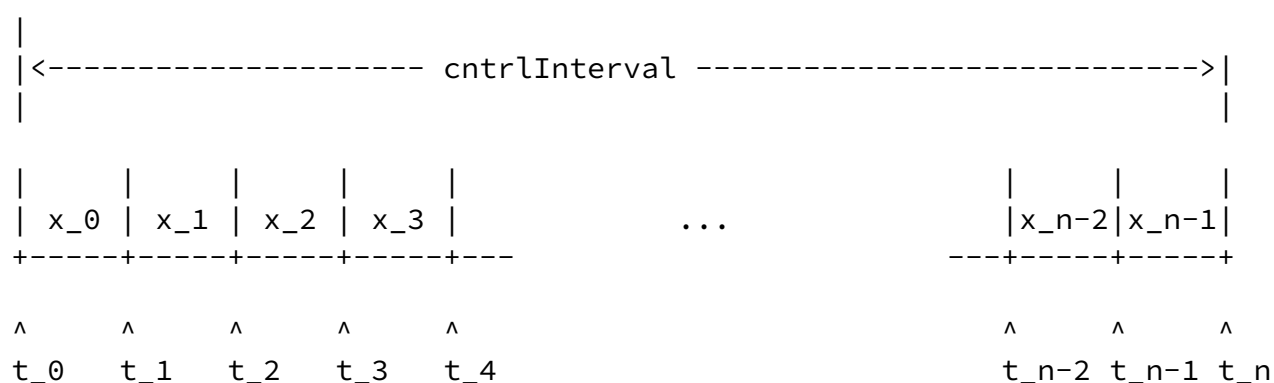 |
|<--------------------- cntrlInterval ---------------------------->|
|                                                                  |
|     |     |     |     |                              |     |     |
| x_0 | x_1 | x_2 | x_3 |            ...               |x_n-2|x_n-1|
+-----+-----+-----+-----+---                        ---+-----+-----+
^     ^     ^     ^     ^                              ^     ^     ^
t_0   t_1   t_2   t_3   t_4                            t_n-2 t_n-1 t_n